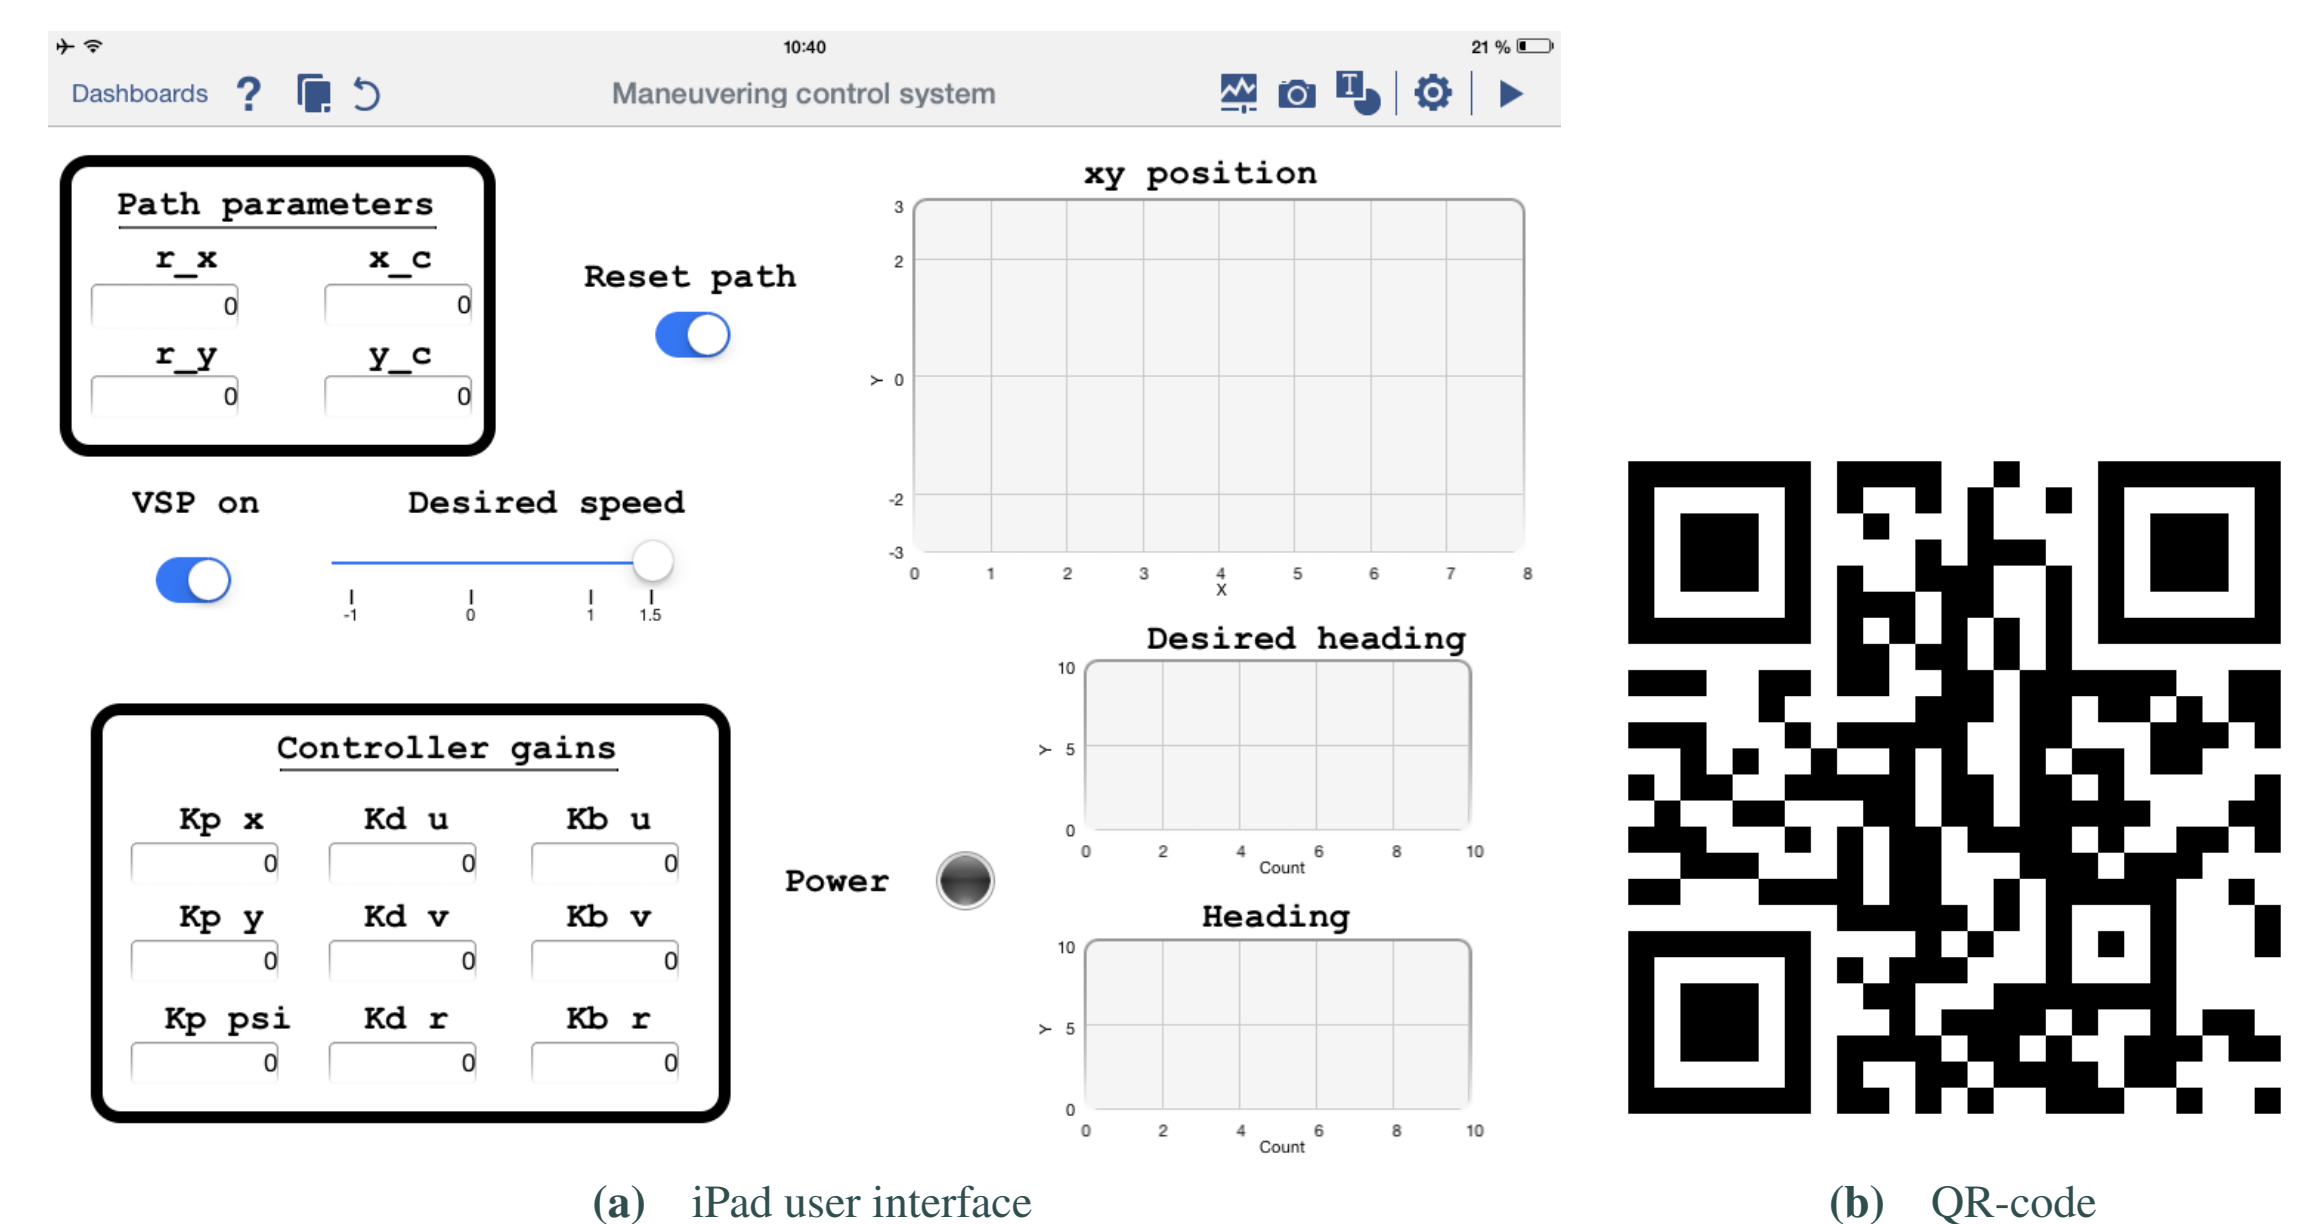 10:40
21 %
Dashboards ? Maneuvering control system T
Path parameters
r_x x_c
0 0
r_y y_c
0 0
Reset path
VSP on
Desired speed
-1 0 1 1.5
Controller gains
Kp x Kd u Kb u
0 0 0
Kp y Kd v Kb v
0 0 0
Kp psi Kd r Kb r
0 0 0
Power
xy position
3
2
Y 0
-2
-3
0 1 2 3 4 5 6 7 8
X
Desired heading
10
Y 5
0
0 2 4 6 8 10
Count
Heading
10
Y 5
0
0 2 4 6 8 10
Count
(a) iPad user interface
(b) QR-code